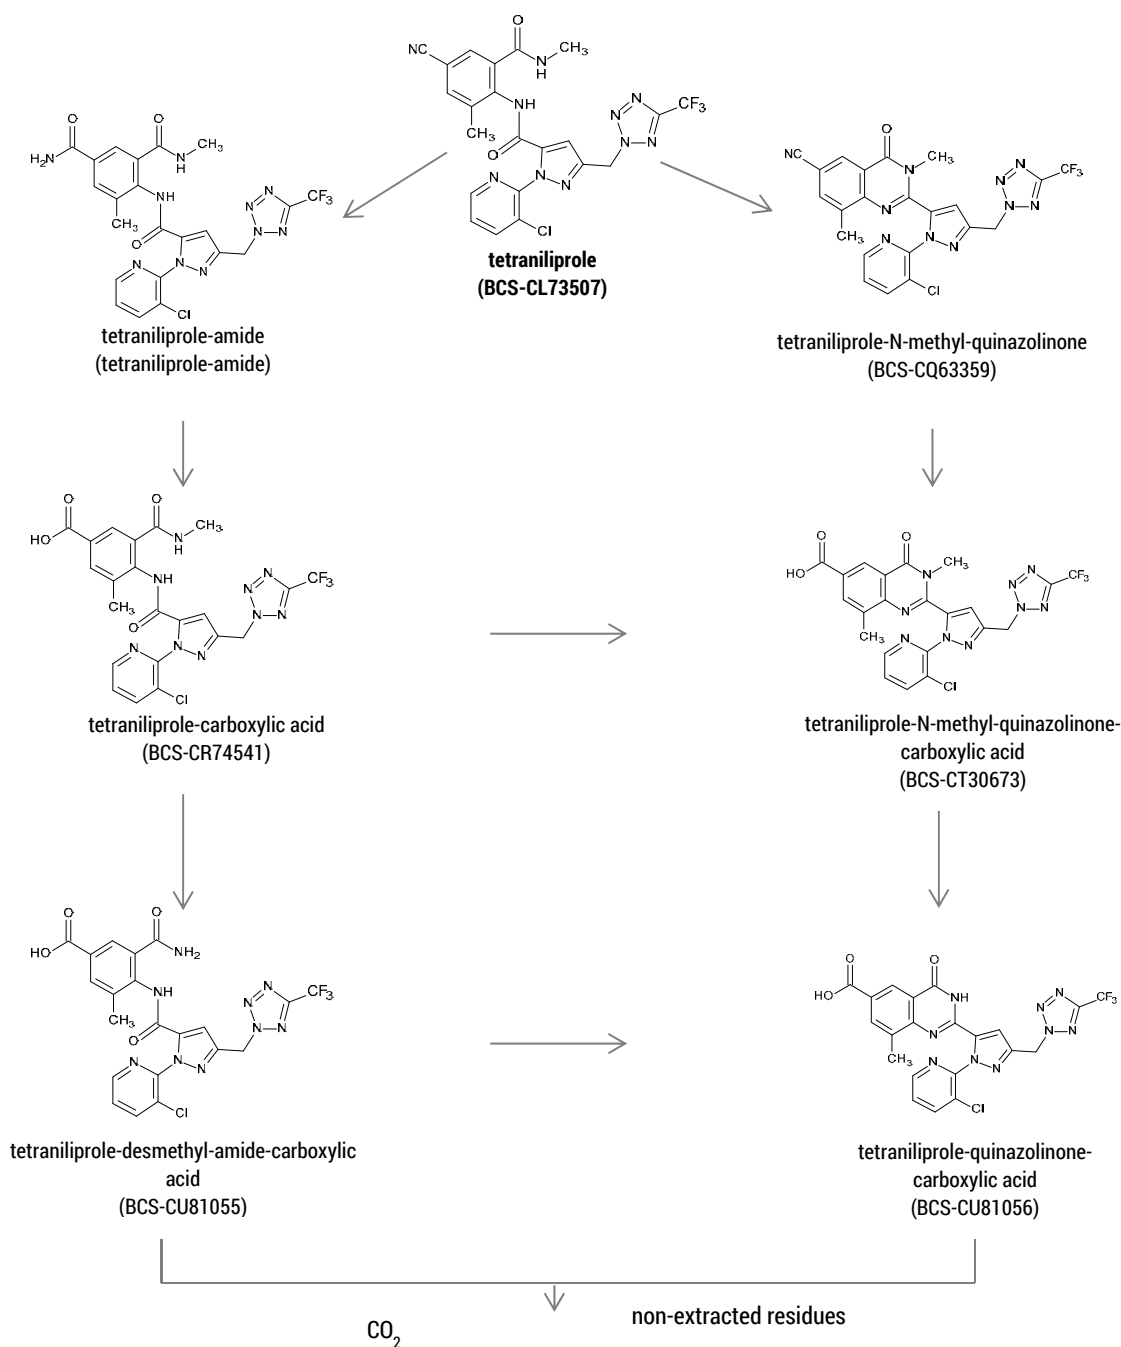 NC
O
N
H
CH3
NH
CH3
O
N
N
N
Cl
N
N
N
N
CF3
tetraniliprole
(BCS-CL73507)
O
H2N
O
N
H
CH3
NH
CH3
O
N
N
N
Cl
N
N
N
N
CF3
tetraniliprole-amide
(tetraniliprole-amide)
NC
O
N
CH3
N
CH3
N
N
N
Cl
N
N
N
N
CF3
tetraniliprole-N-methyl-quinazolinone
(BCS-CQ63359)
O
HO
O
N
H
CH3
NH
CH3
O
N
N
N
Cl
N
N
N
N
CF3
tetraniliprole-carboxylic acid
(BCS-CR74541)
O
HO
O
N
CH3
N
CH3
N
N
N
Cl
N
N
N
N
CF3
tetraniliprole-N-methyl-quinazolinone-
carboxylic acid
(BCS-CT30673)
O
HO
O
NH2
NH
CH3
O
N
N
N
Cl
N
N
N
N
CF3
tetraniliprole-desmethyl-amide-carboxylic
acid
(BCS-CU81055)
O
HO
O
NH
N
CH3
N
N
N
Cl
N
N
N
N
CF3
tetraniliprole-quinazolinone-
carboxylic acid
(BCS-CU81056)
CO2
non-extracted residues